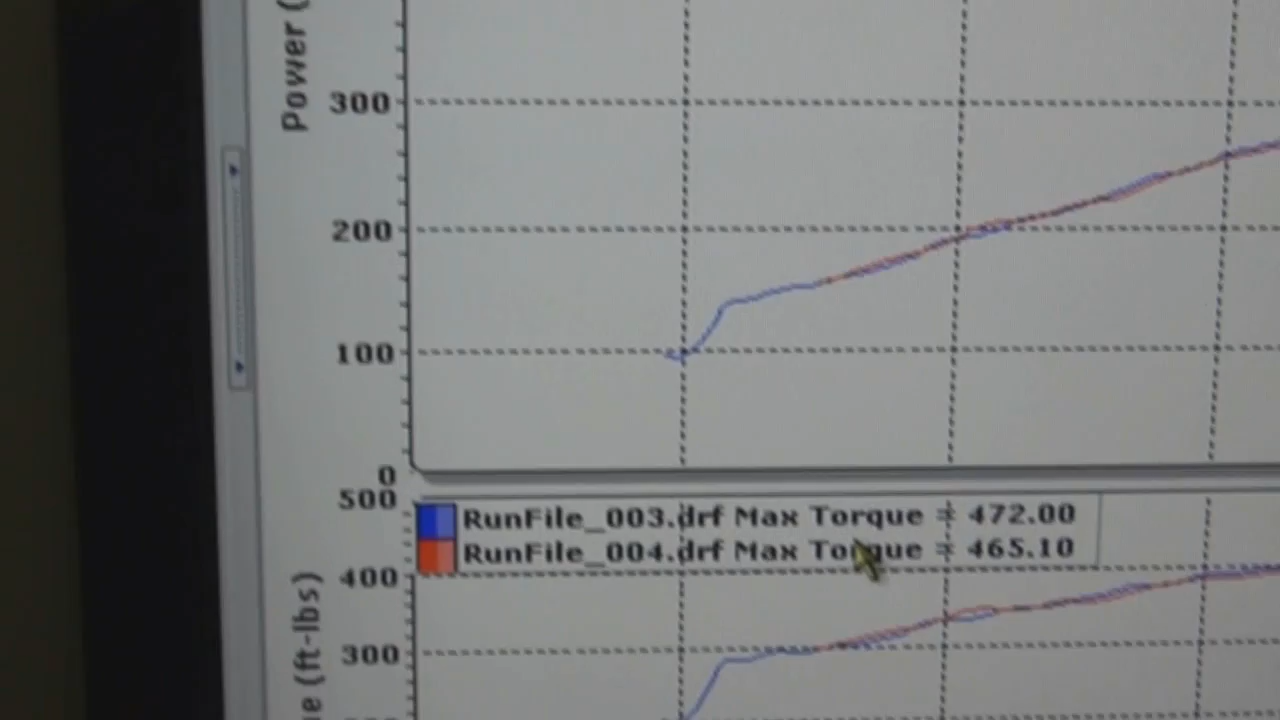 Power (
300
200
100
0
500
RunFile_003.drf Max Torque = 472.00
RunFile_004.drf Max Torque = 465.10
400
300
ue (ft-lbs)